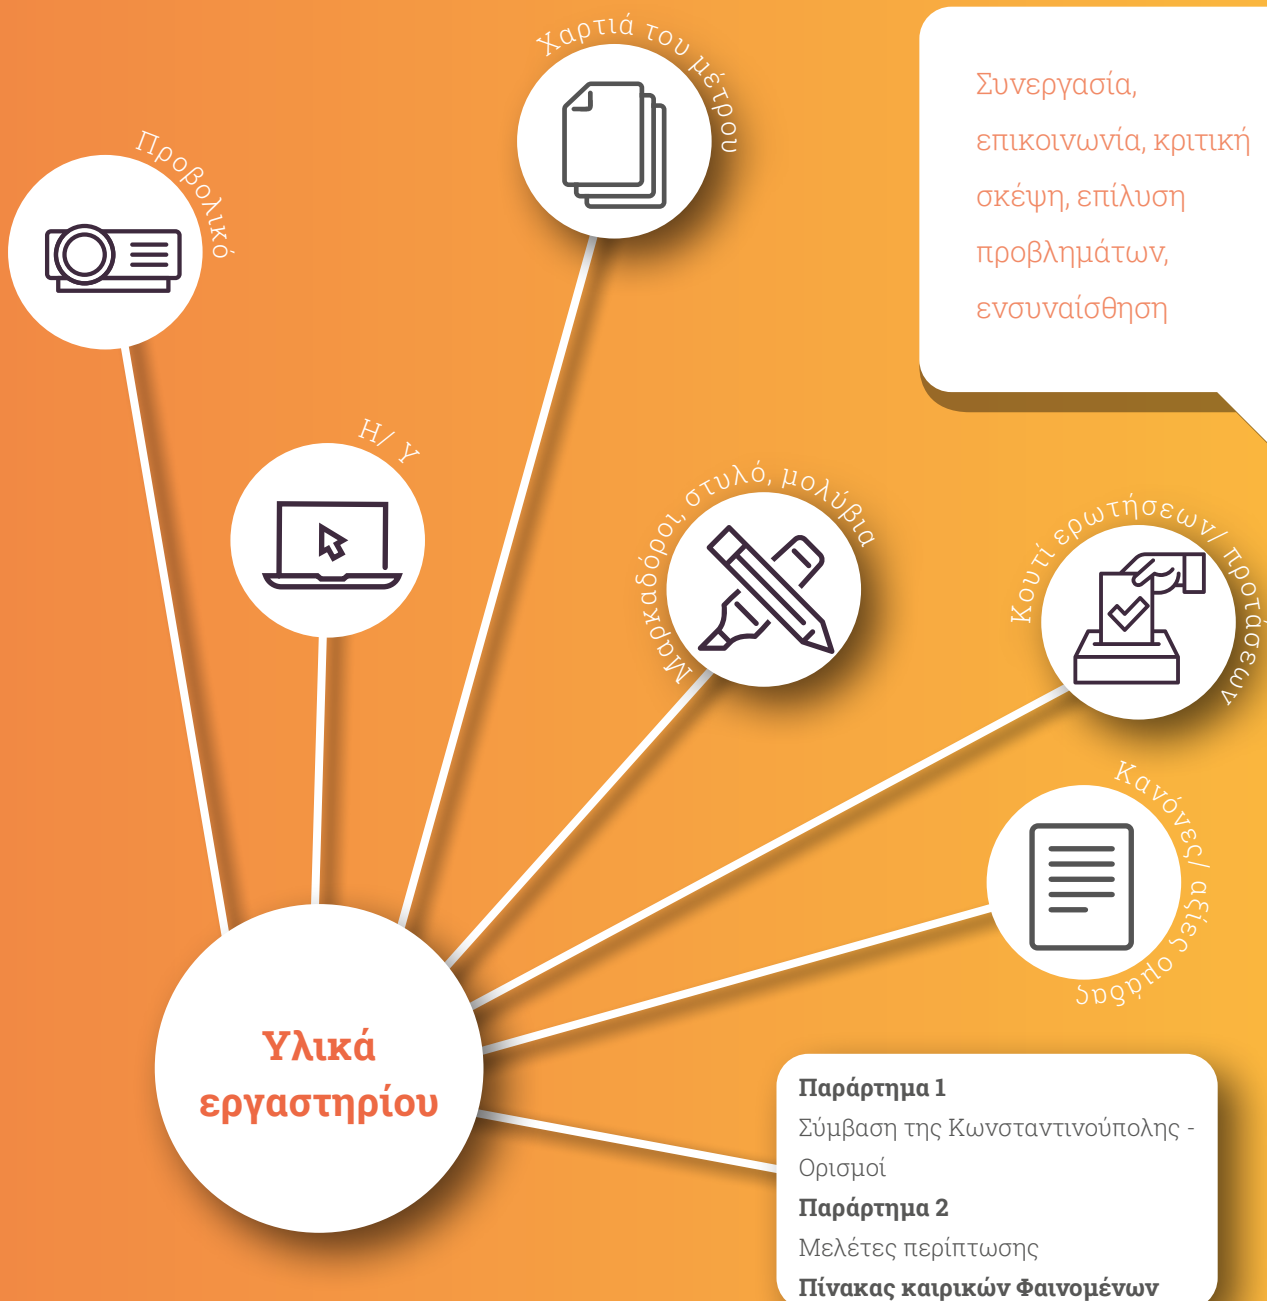 Χαρτιά του μέτρου
Προβολικό
Συνεργασία,
επικοινωνία, κριτική
σκέψη, επίλυση
προβλημάτων,
ενσυναίσθηση
Η/ Υ
Μαρκαδόροι, στυλό, μολύβια
Κουτί ερωτήσεων/ προτάσεων
Κανόνες/ αξίες ομάδας
Υλικά
εργαστηρίου
Παράρτημα 1
Σύμβαση της Κωνσταντινούπολης -
Ορισμοί
Παράρτημα 2
Μελέτες περίπτωσης
Πίνακας καιρικών Φαινομένων